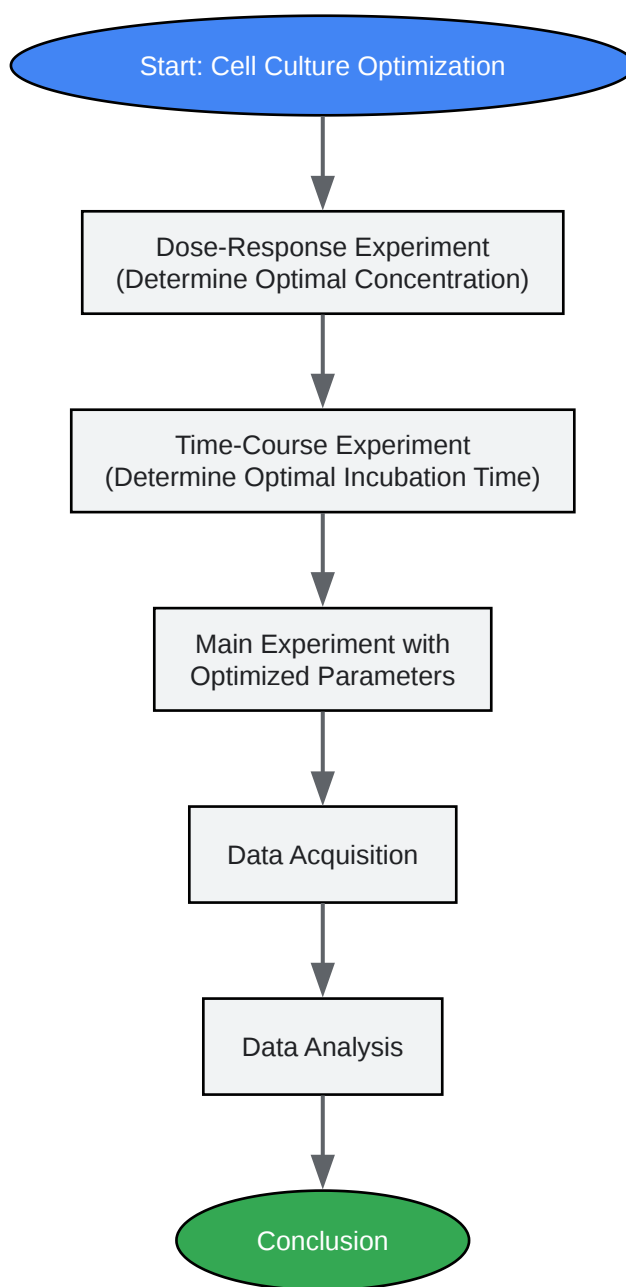 Start: Cell Culture Optimization
Dose-Response Experiment
(Determine Optimal Concentration)
Time-Course Experiment
(Determine Optimal Incubation Time)
Main Experiment with
Optimized Parameters
Data Acquisition
Data Analysis
Conclusion